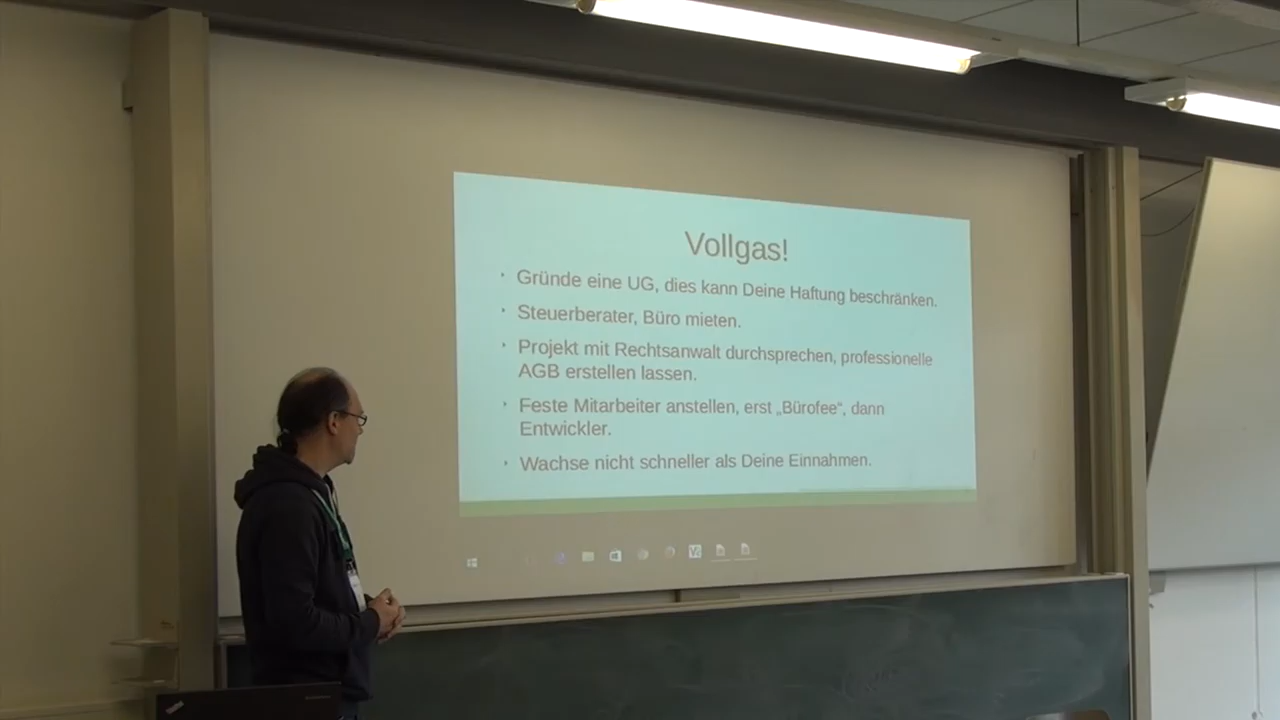 Vollgas!
Gründe eine UG, dies kann Deine Haftung beschränken.
Steuerberater, Büro mieten.
Projekt mit Rechtsanwalt durchsprechen, professionelle
AGB erstellen lassen.
Feste Mitarbeiter anstellen, erst „Bürofee“, dann
Entwickler.
Wachse nicht schneller als Deine Einnahmen.